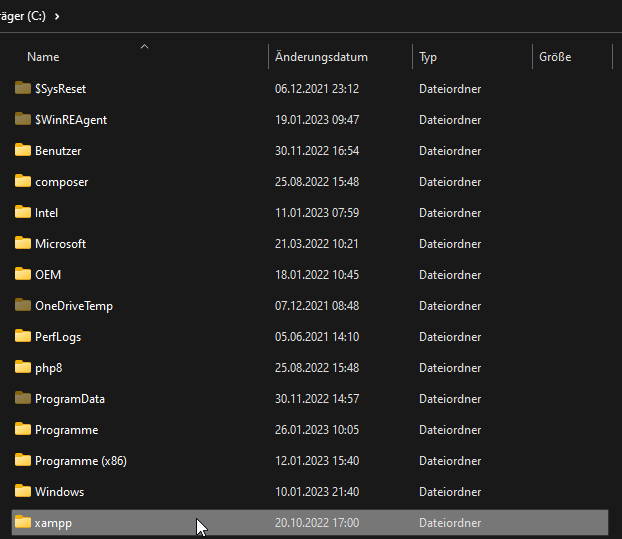 räger (C:) >
Name Änderungsdatum Typ Größe
$SysReset 06.12.2021 23:12 Dateiordner
$WinREAgent 19.01.2023 09:47 Dateiordner
Benutzer 30.11.2022 16:54 Dateiordner
composer 25.08.2022 15:48 Dateiordner
Intel 11.01.2023 07:59 Dateiordner
Microsoft 21.03.2022 10:21 Dateiordner
OEM 18.01.2022 10:45 Dateiordner
OneDriveTemp 07.12.2021 08:48 Dateiordner
PerfLogs 05.06.2021 14:10 Dateiordner
php8 25.08.2022 15:48 Dateiordner
ProgramData 30.11.2022 14:57 Dateiordner
Programme 26.01.2023 10:05 Dateiordner
Programme (x86) 12.01.2023 15:40 Dateiordner
Windows 10.01.2023 21:40 Dateiordner
xampp 20.10.2022 17:00 Dateiordner